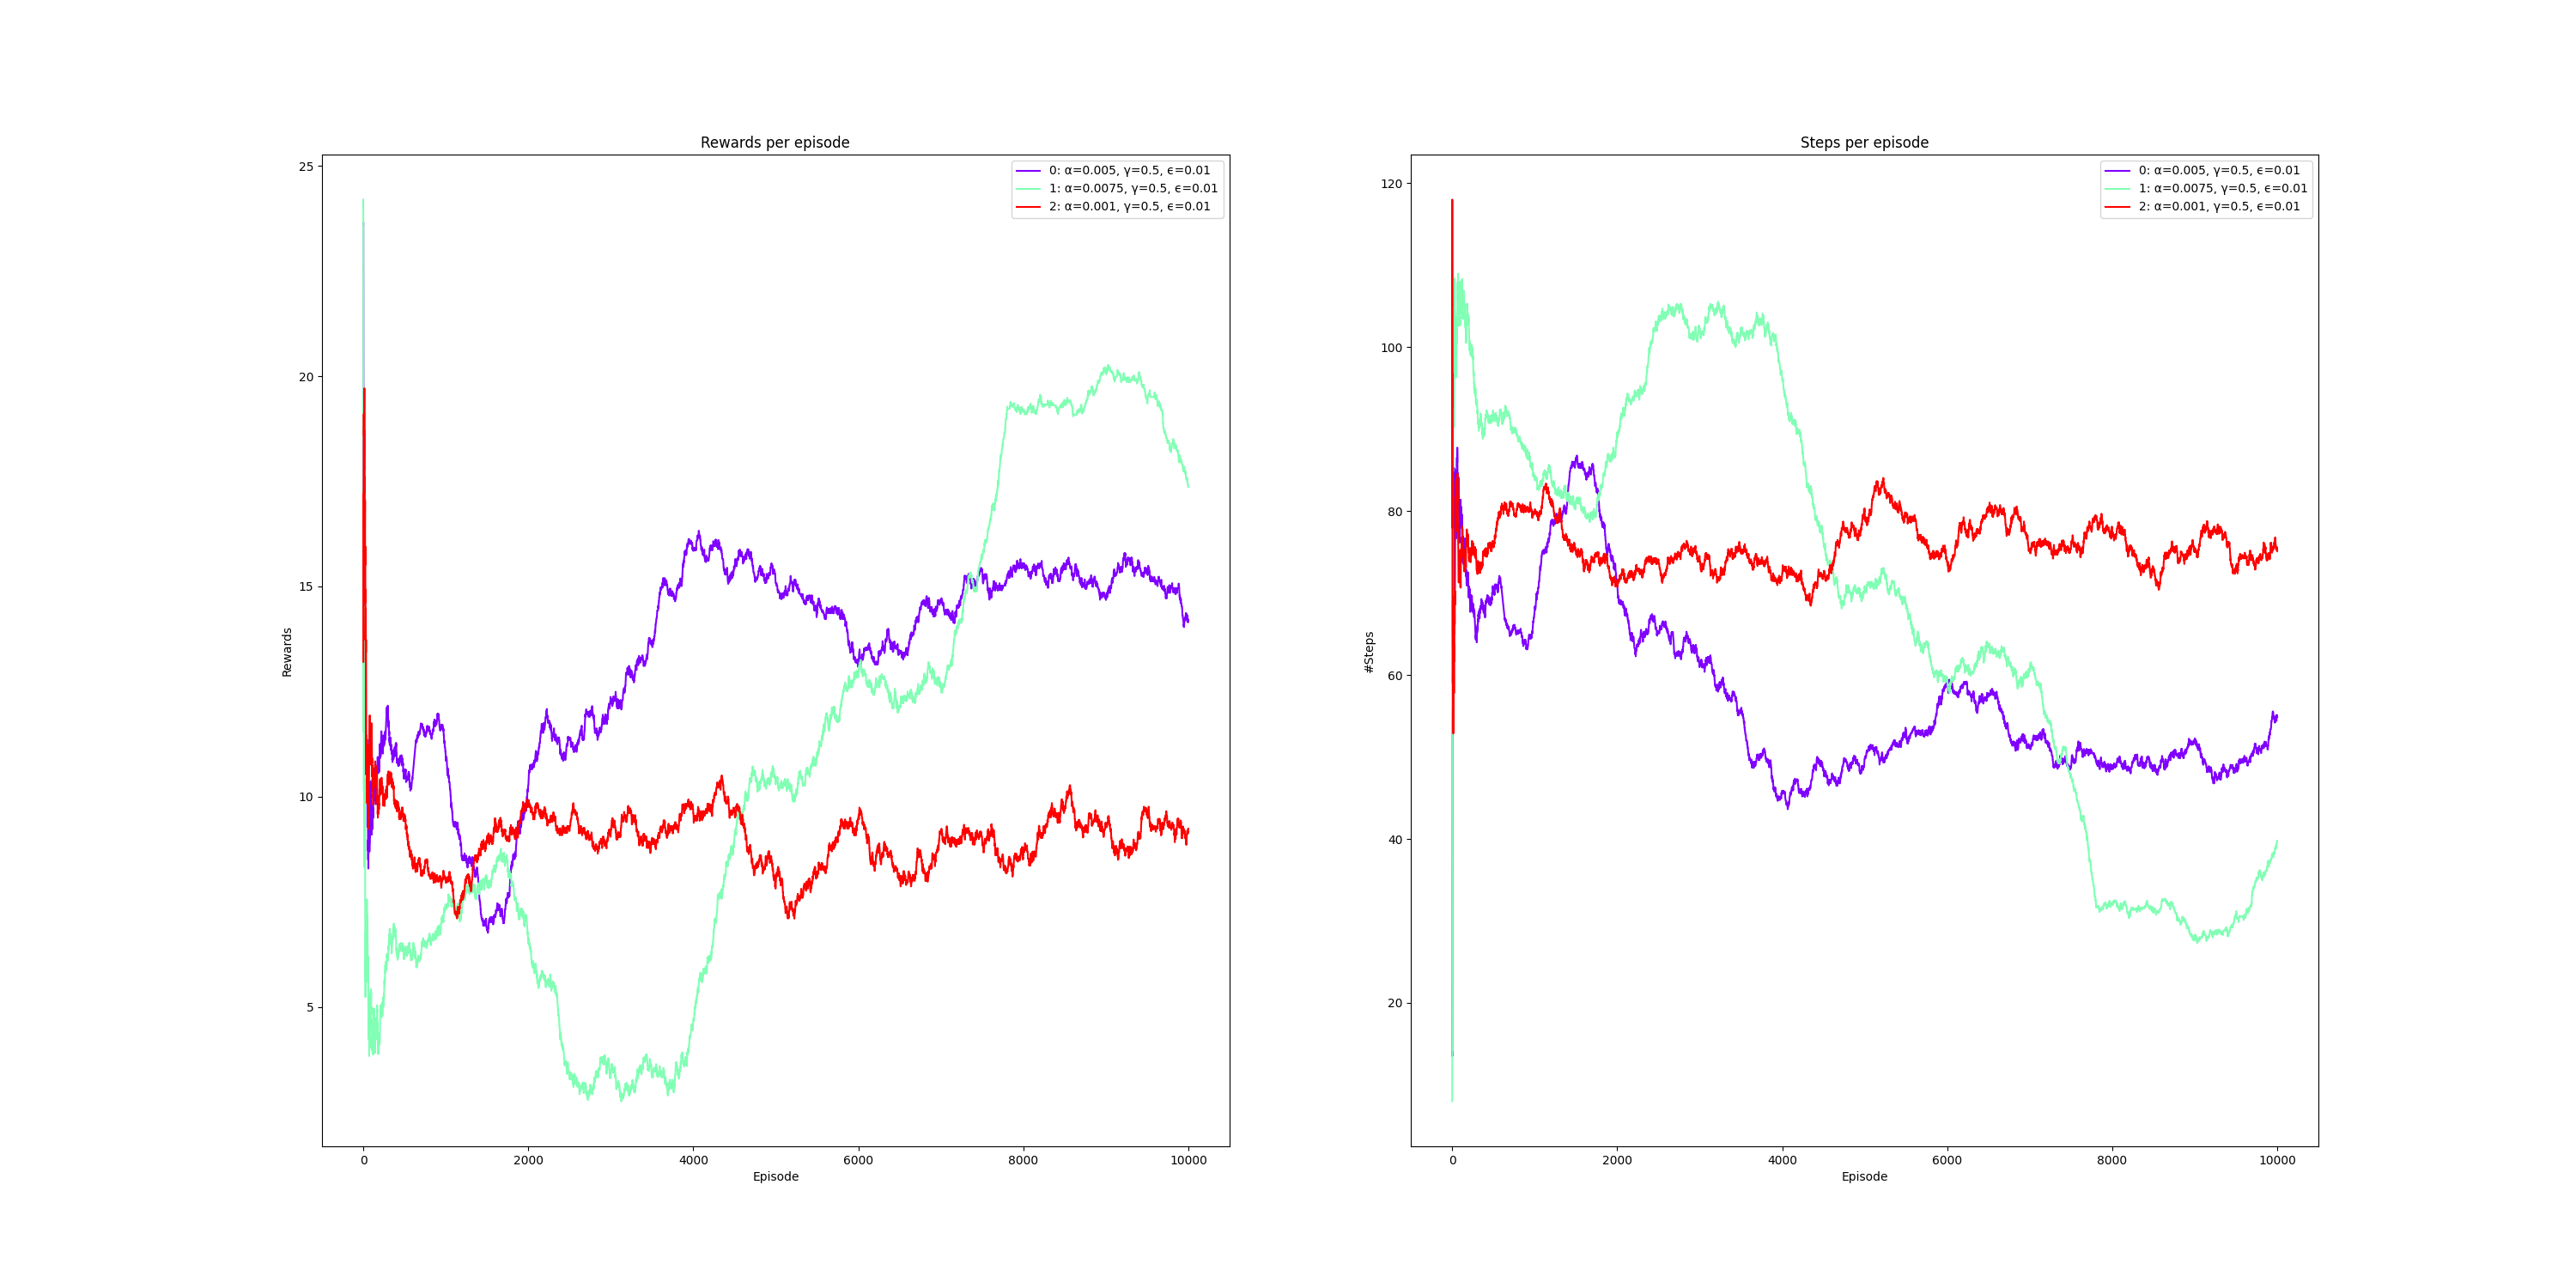 Rewards per episode
25
20
15
10
5
Rewards
0: α=0.005, γ=0.5, ϵ=0.01
1: α=0.0075, γ=0.5, ϵ=0.01
2: α=0.001, γ=0.5, ϵ=0.01
0 2000 4000 6000 8000 10000
Episode
Steps per episode
120
100
80
60
40
20
#Steps
0: α=0.005, γ=0.5, ϵ=0.01
1: α=0.0075, γ=0.5, ϵ=0.01
2: α=0.001, γ=0.5, ϵ=0.01
0 2000 4000 6000 8000 10000
Episode